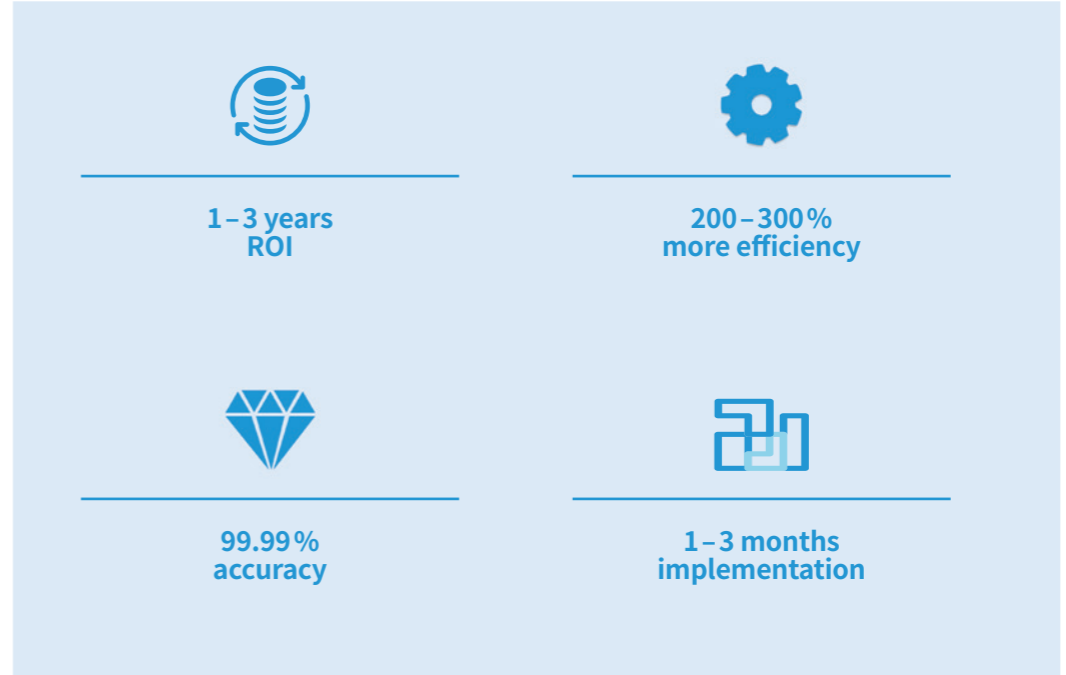 1 – 3 years
ROI
200 – 300 %
more efficiency
99.99 %
accuracy
1 – 3 months
implementation